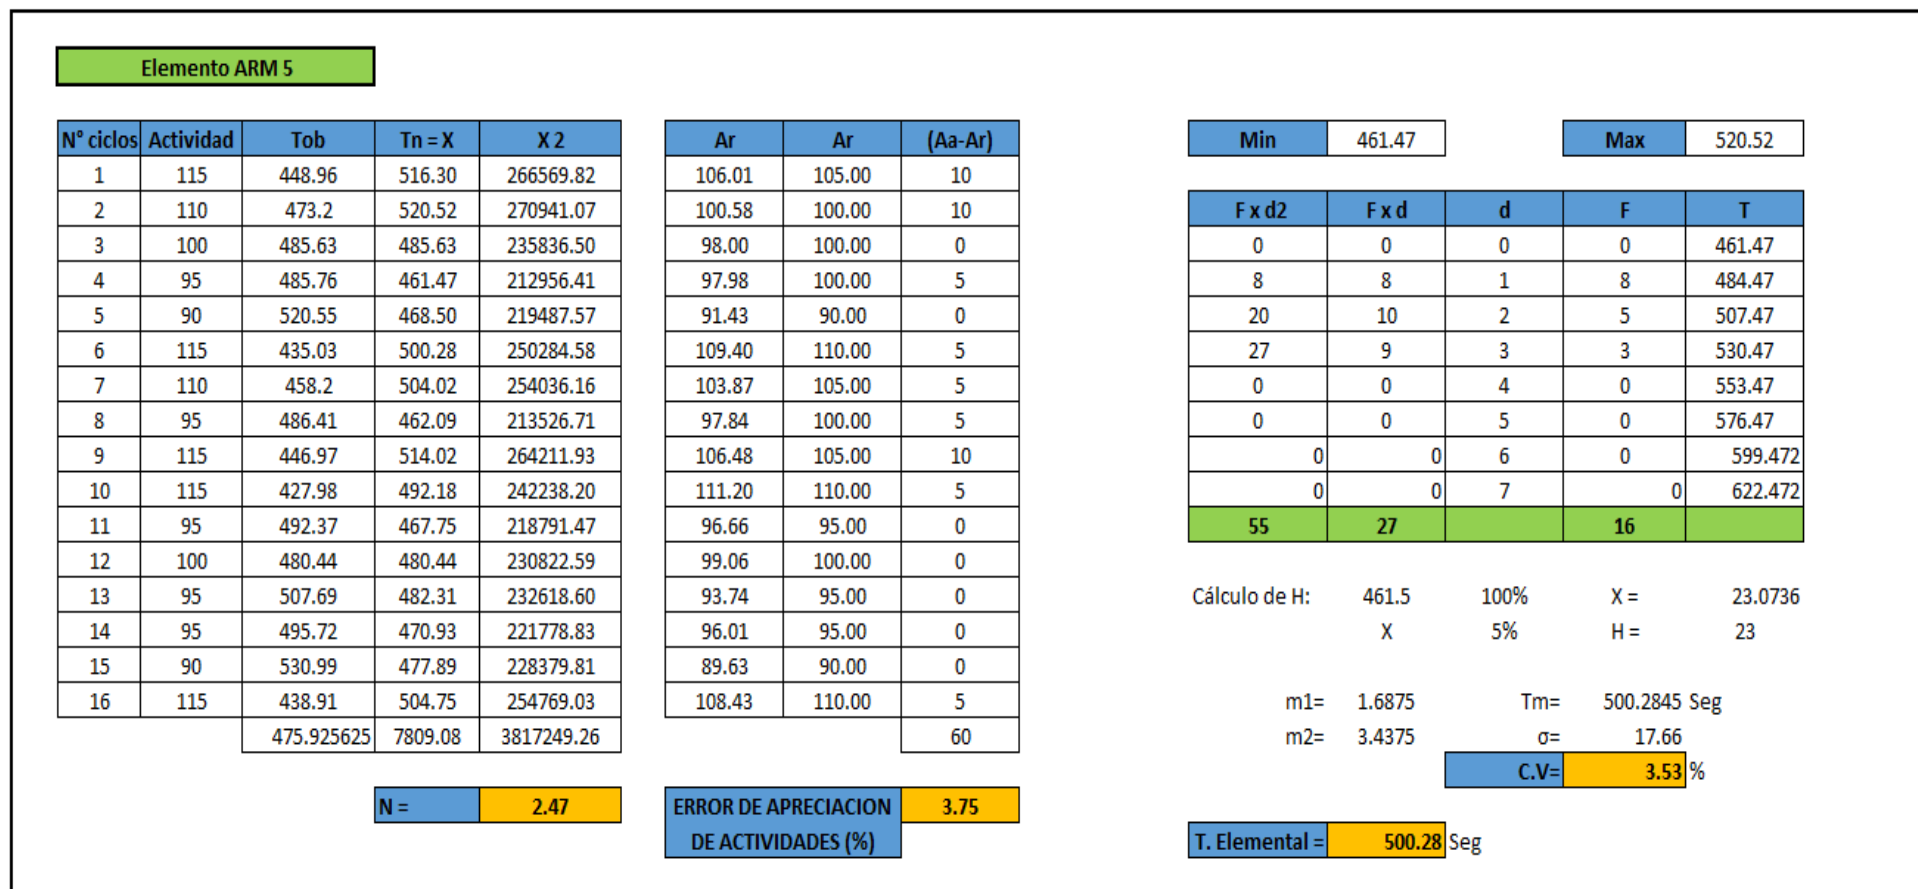 Elemento ARM 5
N° ciclos Actividad Tob Tn = X X 2
1 115 448.96 516.30 266569.82
2 110 473.2 520.52 270941.07
3 100 485.63 485.63 235836.50
4 95 485.76 461.47 212956.41
5 90 520.55 468.50 219487.57
6 115 435.03 500.28 250284.58
7 110 458.2 504.02 254036.16
8 95 486.41 462.09 213526.71
9 115 446.97 514.02 264211.93
10 115 427.98 492.18 242238.20
11 95 492.37 467.75 218791.47
12 100 480.44 480.44 230822.59
13 95 507.69 482.31 232618.60
14 95 495.72 470.93 221778.83
15 90 530.99 477.89 228379.81
16 115 438.91 504.75 254769.03
475.925625 7809.08 3817249.26
N = 2.47
Ar Ar (Aa-Ar)
106.01 105.00 10
100.58 100.00 10
98.00 100.00 0
97.98 100.00 5
91.43 90.00 0
109.40 110.00 5
103.87 105.00 5
97.84 100.00 5
106.48 105.00 10
111.20 110.00 5
96.66 95.00 0
99.06 100.00 0
93.74 95.00 0
96.01 95.00 0
89.63 90.00 0
108.43 110.00 5
60
ERROR DE APRECIACION 3.75
DE ACTIVIDADES (%)
Min 461.47 Max 520.52
F x d2 F x d d F T
0 0 0 0 461.47
8 8 1 8 484.47
20 10 2 5 507.47
27 9 3 3 530.47
0 0 4 0 553.47
0 0 5 0 576.47
0 0 6 0 599.472
0 0 7 0 622.472
55 27 16
Cálculo de H: 461.5 100% X = 23.0736
X 5% H = 23
m1= 1.6875 Tm= 500.2845 Seg
m2= 3.4375 σ= 17.66
C.V= 3.53 %
T. Elemental = 500.28 Seg